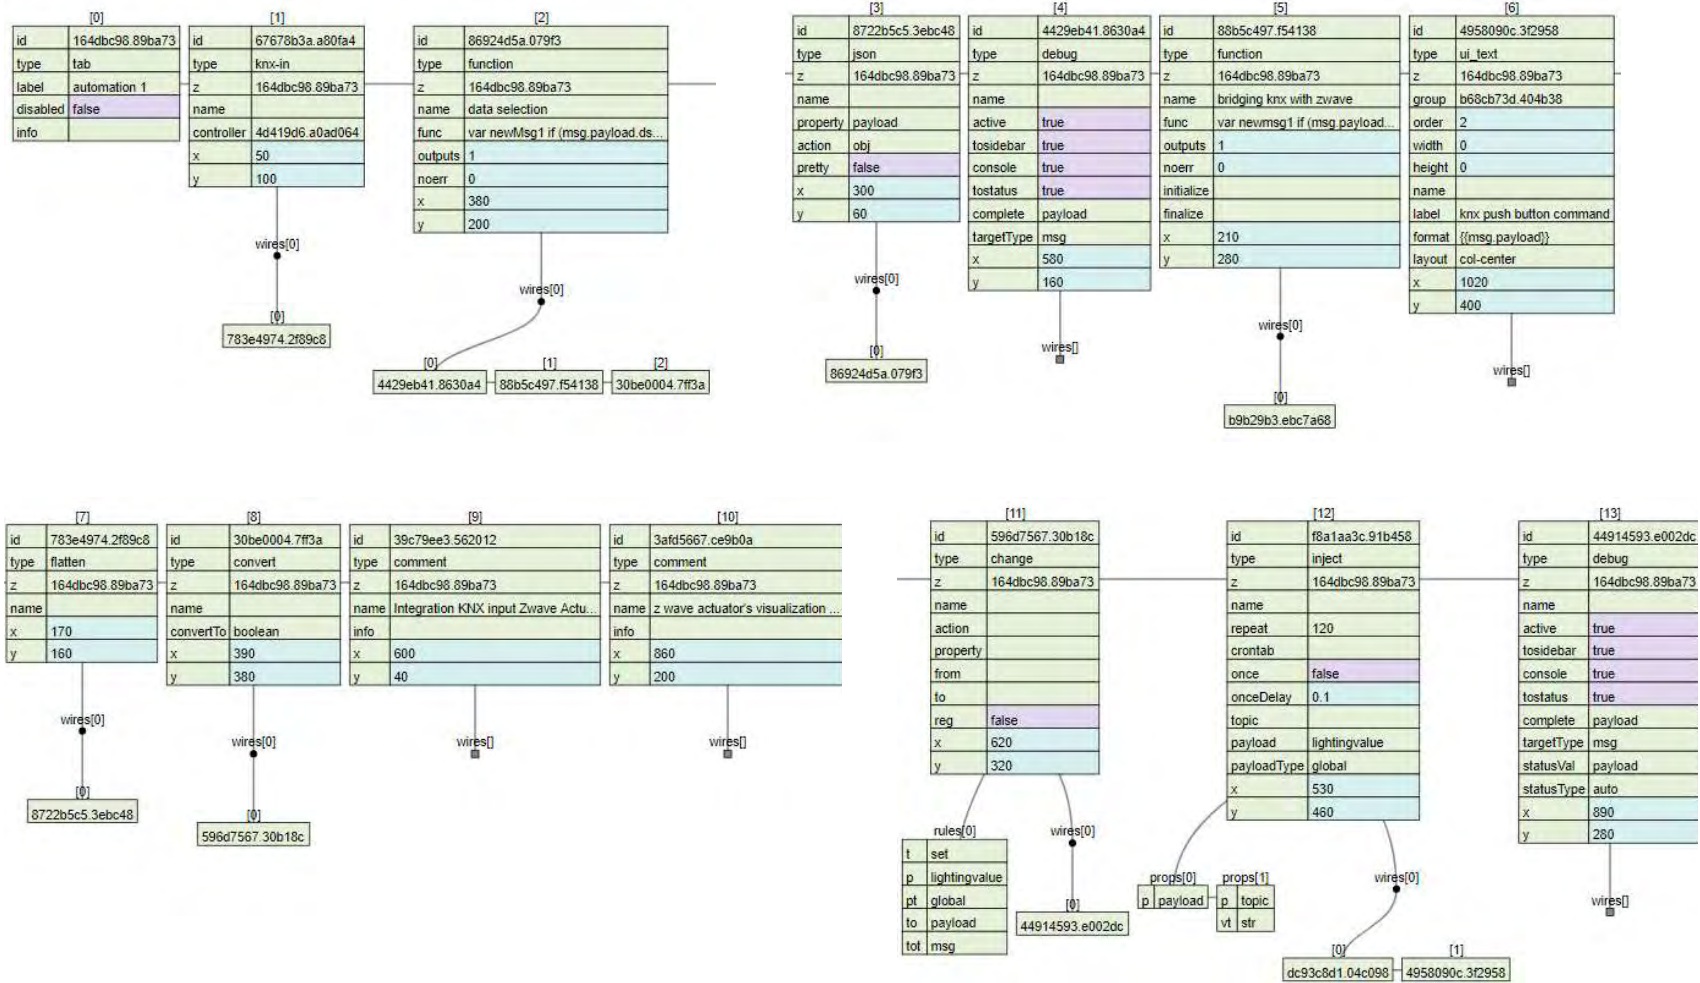 [0]
id 164dbc98.89ba73
type tab
label automation 1
disabled false
info
[1]
id 67678b3a.a80fa4
type knx-in
z 164dbc98.89ba73
name
controller 4d419d6.a0ad064
x 50
y 100
wires[0]
[0]
783e4974.2f89c8
[2]
id 86924d5a.079f3
type function
z 164dbc98.89ba73
name data selection
func var newMsg1 if (msg.payload.ds...
outputs 1
noerr 0
x 380
y 200
wires[0]
[0] [1] [2]
4429eb41.8630a4 88b5c497.f54138 30be0004.7ff3a
[3]
id 8722b5c5.3ebc48
type json
z 164dbc98.89ba73
name
property payload
action obj
pretty false
x 300
y 60
wires[0]
[0]
86924d5a.079f3
[4]
id 4429eb41.8630a4
type debug
z 164dbc98.89ba73
name
active true
tosidebar true
console true
tostatus true
complete payload
targetType msg
x 580
y 160
wires[]
[5]
id 88b5c497.f54138
type function
z 164dbc98.89ba73
name bridging knx with zwave
func var newmsg1 if (msg.payload...
outputs 1
noerr 0
initialize
finalize
x 210
y 280
wires[0]
[0]
b9b29b3.ebc7a68
[6]
id 4958090c.3f2958
type ui_text
z 164dbc98.89ba73
group b68cb73d.404b38
order 2
width 0
height 0
name
label knx push button command
format {{msg.payload}}
layout col-center
x 1020
y 400
wires[]
[7]
id 783e4974.2f89c8
type flatten
z 164dbc98.89ba73
name
x 170
y 160
wires[0]
[0]
8722b5c5.3ebc48
[8]
id 30be0004.7ff3a
type convert
z 164dbc98.89ba73
name
convertTo boolean
x 390
y 380
wires[0]
[0]
596d7567.30b18c
[9]
id 39c79ee3.562012
type comment
z 164dbc98.89ba73
name Integration KNX input Zwave Actu...
info
x 600
y 40
wires[]
[10]
id 3afd5667.ce9b0a
type comment
z 164dbc98.89ba73
name z wave actuator's visualization ...
info
x 860
y 200
wires[]
[11]
id 596d7567.30b18c
type change
z 164dbc98.89ba73
name
action
property
from
to
reg false
x 620
y 320
rules[0]
t set
p lightingvalue
pt global
to payload
tot msg
wires[0]
[0]
44914593.e002dc
[12]
id f8a1aa3c.91b458
type inject
z 164dbc98.89ba73
name
repeat 120
crontab
once false
onceDelay 0.1
topic
payload lightingvalue
payloadType global
x 530
y 460
props[0]
p payload
props[1]
p topic
vt str
wires[0]
[0] [1]
dc93c8d1.04c098 4958090c.3f2958
[13]
id 44914593.e002dc
type debug
z 164dbc98.89ba73
name
active true
tosidebar true
console true
tostatus true
complete payload
targetType msg
statusVal payload
statusType auto
x 890
y 280
wires[]